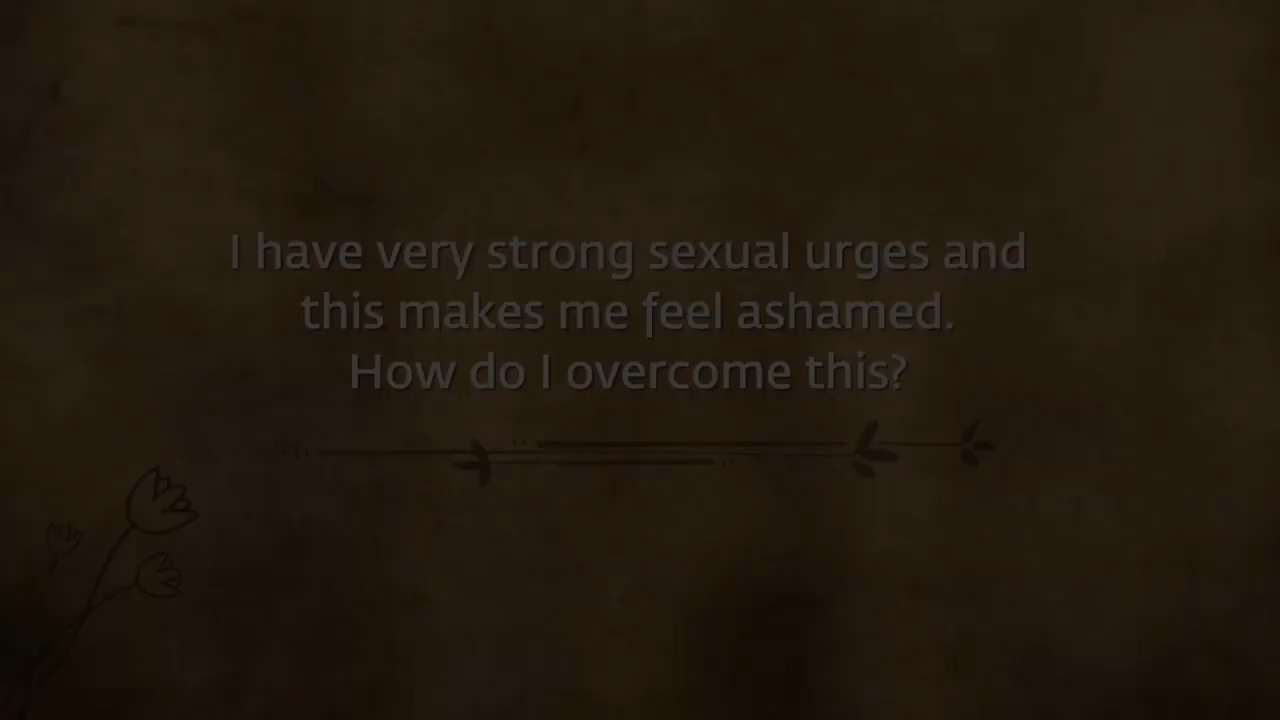 I have very strong sexual urges and
this makes me feel ashamed.
How do I overcome this?